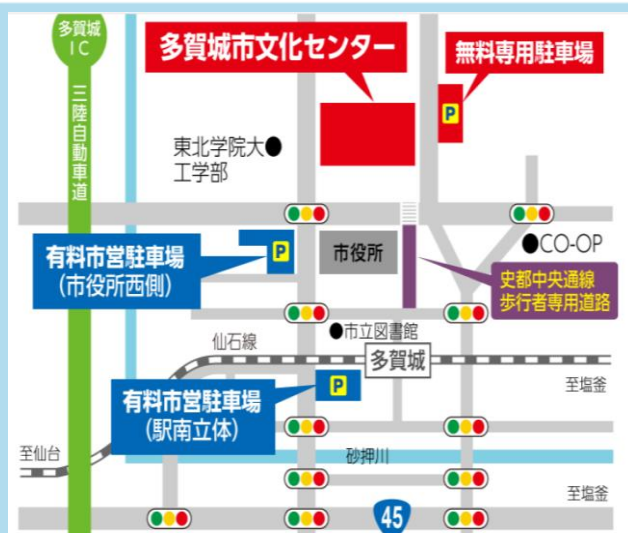 多賀城
IC
多賀城市文化センター
無料専用駐車場
P
三陸自動車道
東北学院大
工学部
有料市営駐車場
(市役所西側)
P
市役所
CO-OP
史都中央通線
歩行者専用道路
市立図書館
仙石線
多賀城
P
至塩釜
有料市営駐車場
(駅南立体)
至仙台
砂押川
至塩釜
45